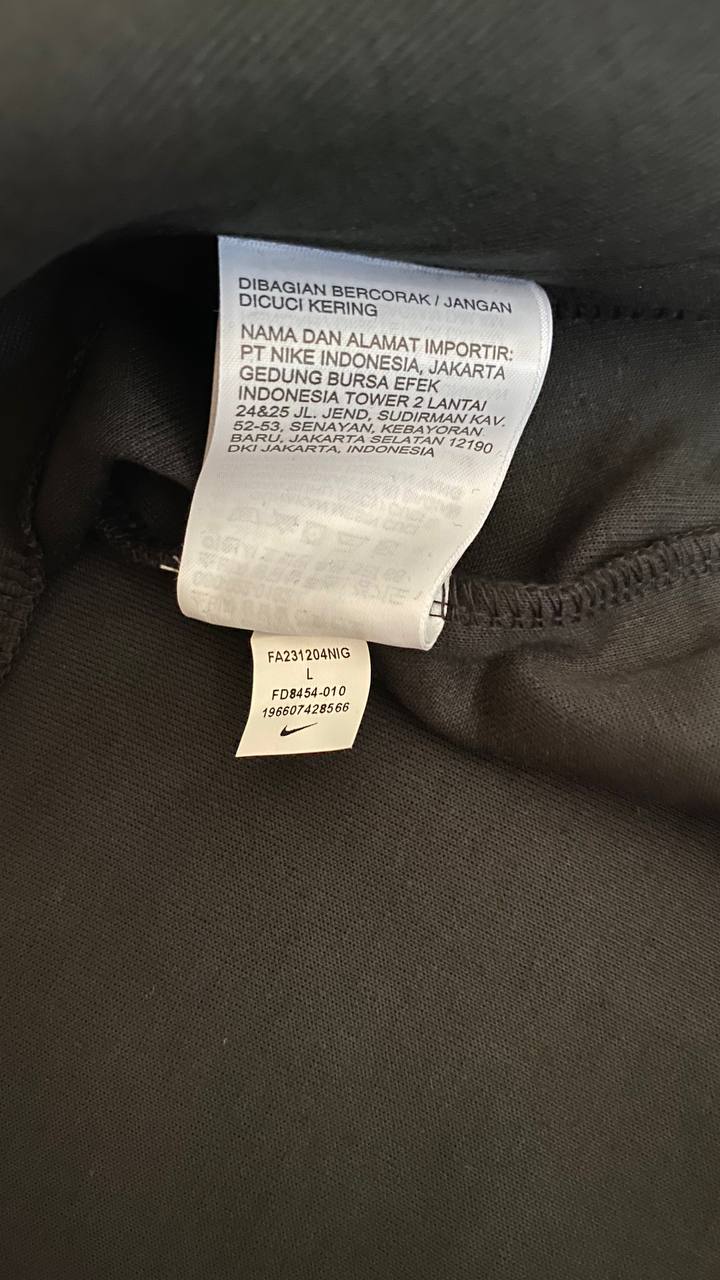 DIBAGIAN BERCORAK / JANGAN
DICUCI KERING
NAMA DAN ALAMAT IMPORTIR:
PT NIKE INDONESIA, JAKARTA
GEDUNG BURSA EFEK
INDONESIA TOWER 2 LANTAI
24&25 JL. JEND, SUDIRMAN KAV.
52-53, SENAYAN, KEBAYORAN
BARU, JAKARTA SELATAN 12190
DKI JAKARTA, INDONESIA
FA231204NIG
L
FD8454-010
196607428566